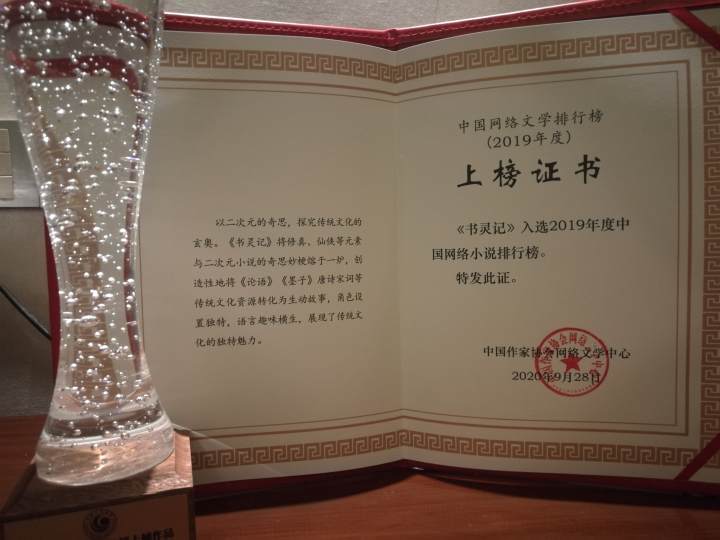 以二次元的奇思，探究传统文化的
玄奥。《书灵记》将修真、仙侠等元素
与二次元小说的奇思妙梗熔于一炉，创
造性地将《论语》《墨子》唐诗宋词等
传统文化资源转化为生动故事，角色设
置独特，语言趣味横生，展现了传统文
化的独特魅力。
中国网络文学排行榜
（2019年度）
上榜证书
《书灵记》入选2019年度中
国网络小说排行榜。
特发此证。
中国作家协会网络文学中心
2020年9月28日
上榜作品